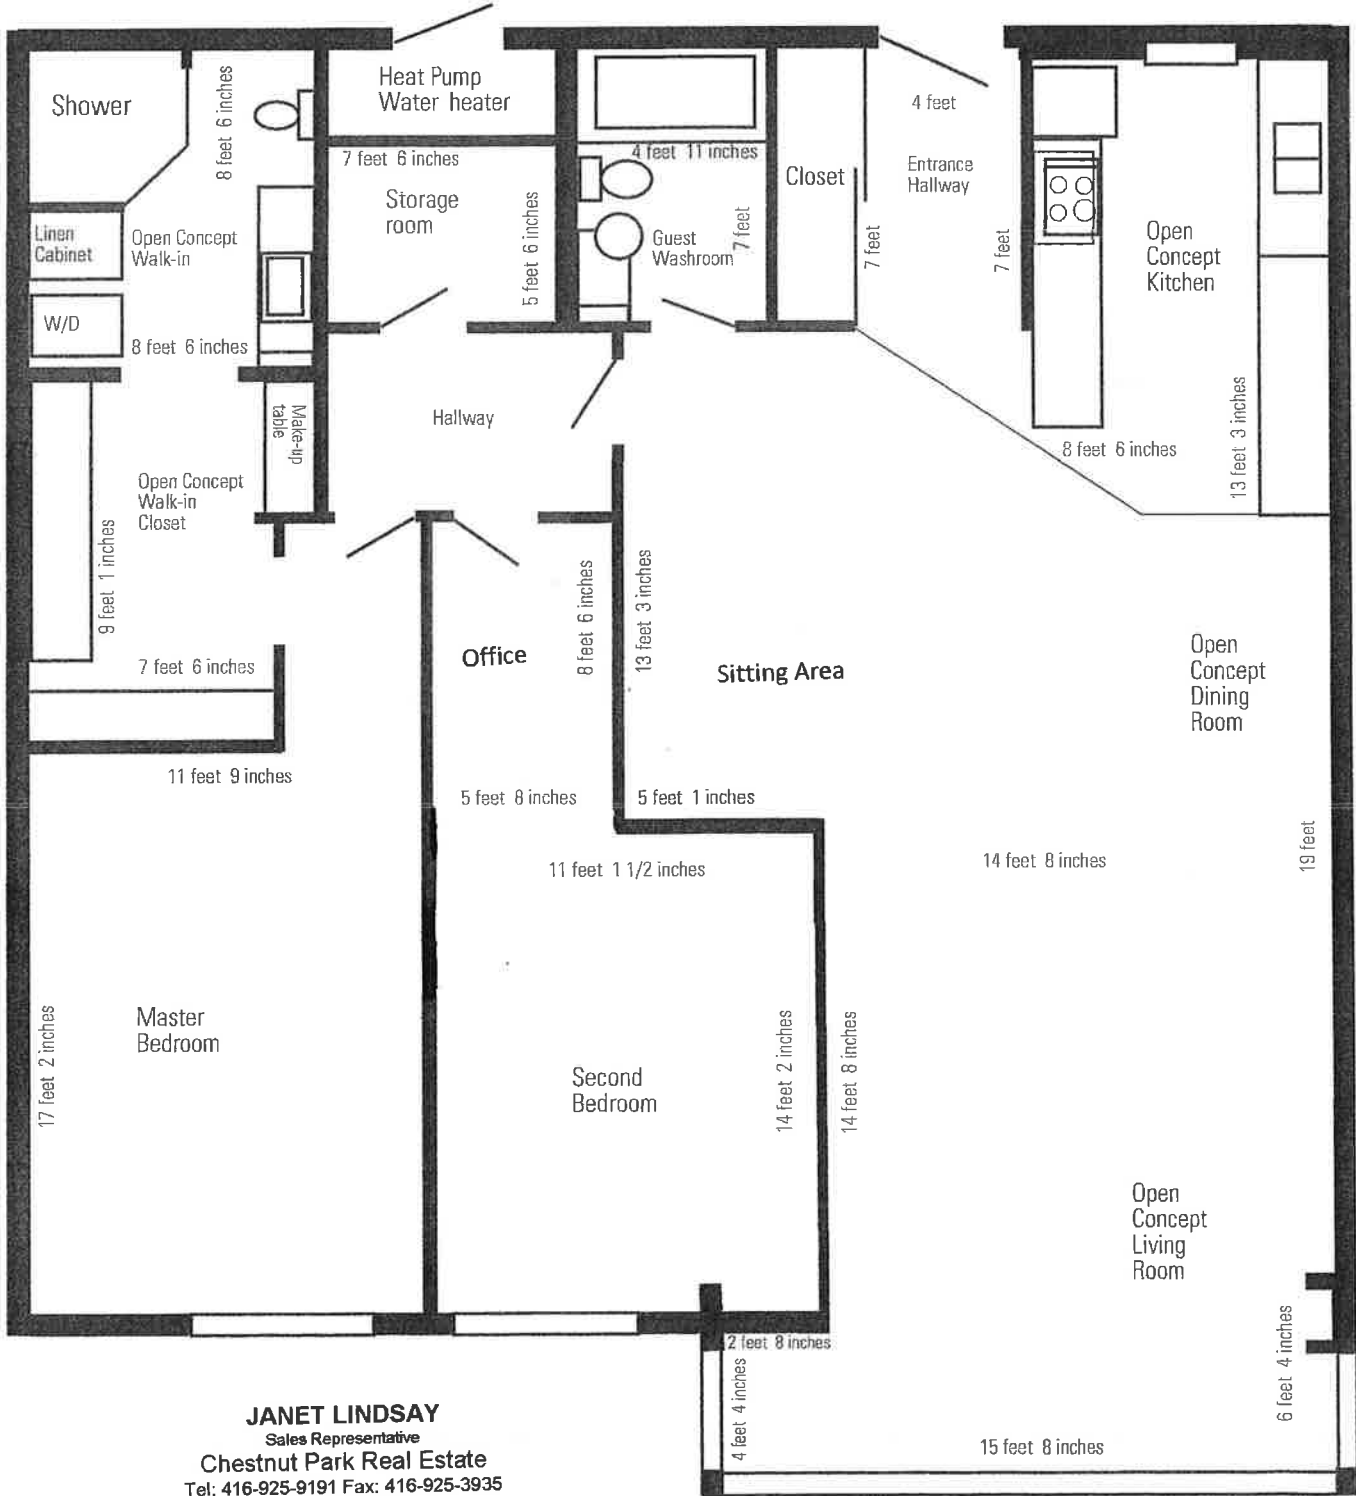 Shower
8 feet 6 inches
Heat Pump
Water heater
7 feet 6 inches
Storage
room
5 feet 6 inches
4 feet 11 inches
Guest
Washroom
7 feet
Closet
7 feet
4 feet
Entrance
Hallway
7 feet
Open
Concept
Kitchen
8 feet 6 inches
13 feet 3 inches
Linen
Cabinet
Open Concept
Walk-in
W/D
8 feet 6 inches
Make-up
table
Hallway
Open Concept
Walk-in
Closet
9 feet 1 inches
7 feet 6 inches
Office
8 feet 6 inches
13 feet 3 inches
Sitting Area
Open
Concept
Dining
Room
11 feet 9 inches
5 feet 8 inches
5 feet 1 inches
11 feet 1 1/2 inches
14 feet 8 inches
19 feet
Master
Bedroom
17 feet 2 inches
Second
Bedroom
14 feet 2 inches
14 feet 8 inches
Open
Concept
Living
Room
2 feet 8 inches
4 feet 4 inches
6 feet 4 inches
15 feet 8 inches
JANET LINDSAY
Sales Representative
Chestnut Park Real Estate
Tel: 416-925-9191 Fax: 416-925-3935